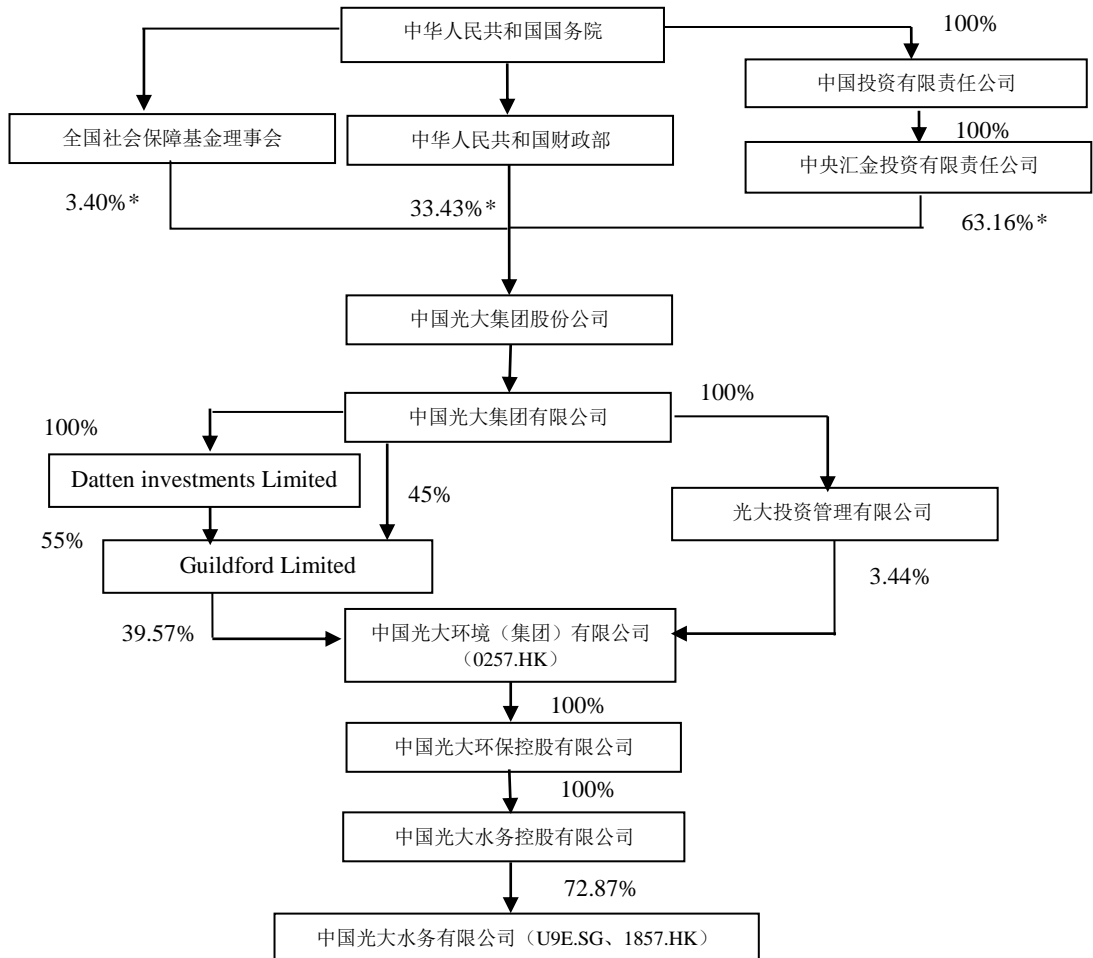 中华人民共和国国务院
100%
中国投资有限责任公司
全国社会保障基金理事会
中华人民共和国财政部
100%
中央汇金投资有限责任公司
3.40%*
33.43%*
63.16%*
中国光大集团股份公司
中国光大集团有限公司
100%
100%
Datten investments Limited
45%
光大投资管理有限公司
55%
Guildford Limited
3.44%
39.57%
中国光大环境（集团）有限公司
（0257.HK）
100%
中国光大环保控股有限公司
100%
中国光大水务控股有限公司
72.87%
中国光大水务有限公司（U9E.SG、1857.HK）